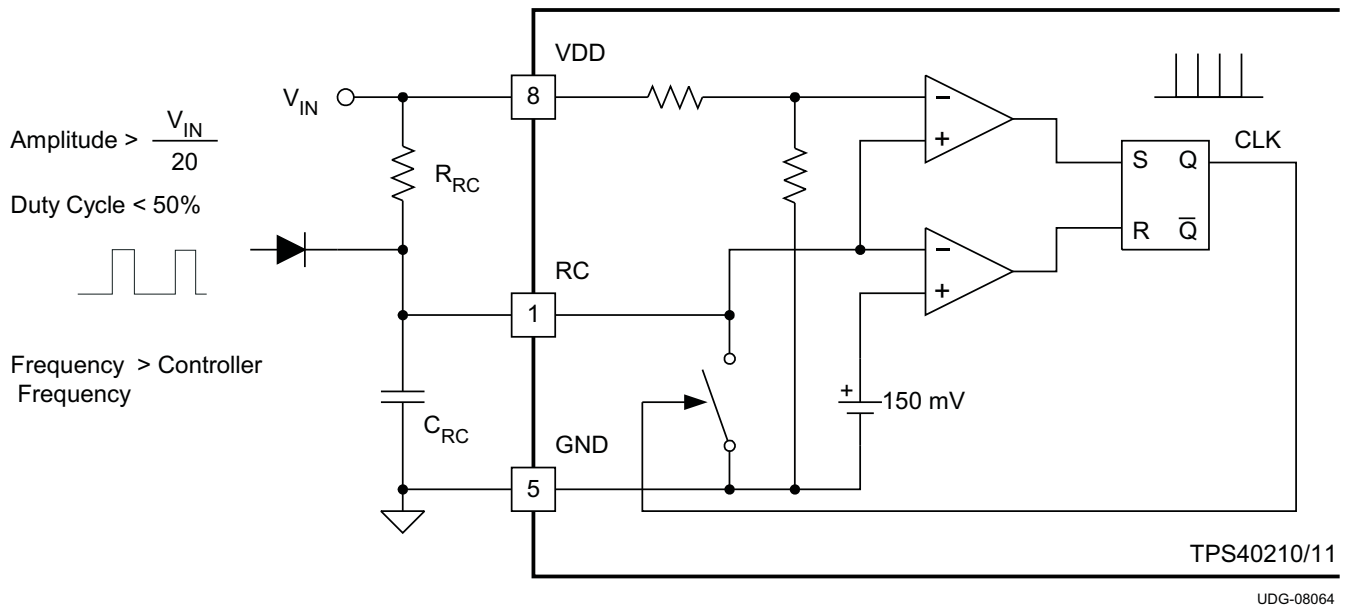 VDD
8
V_IN
Amplitude > V_IN / 20
Duty Cycle < 50%
R_RC
RC
1
Frequency > Controller
Frequency
C_RC
GND
5
−
+
−
+
S Q
R Q̅
CLK
+
150 mV
TPS40210/11
UDG-08064